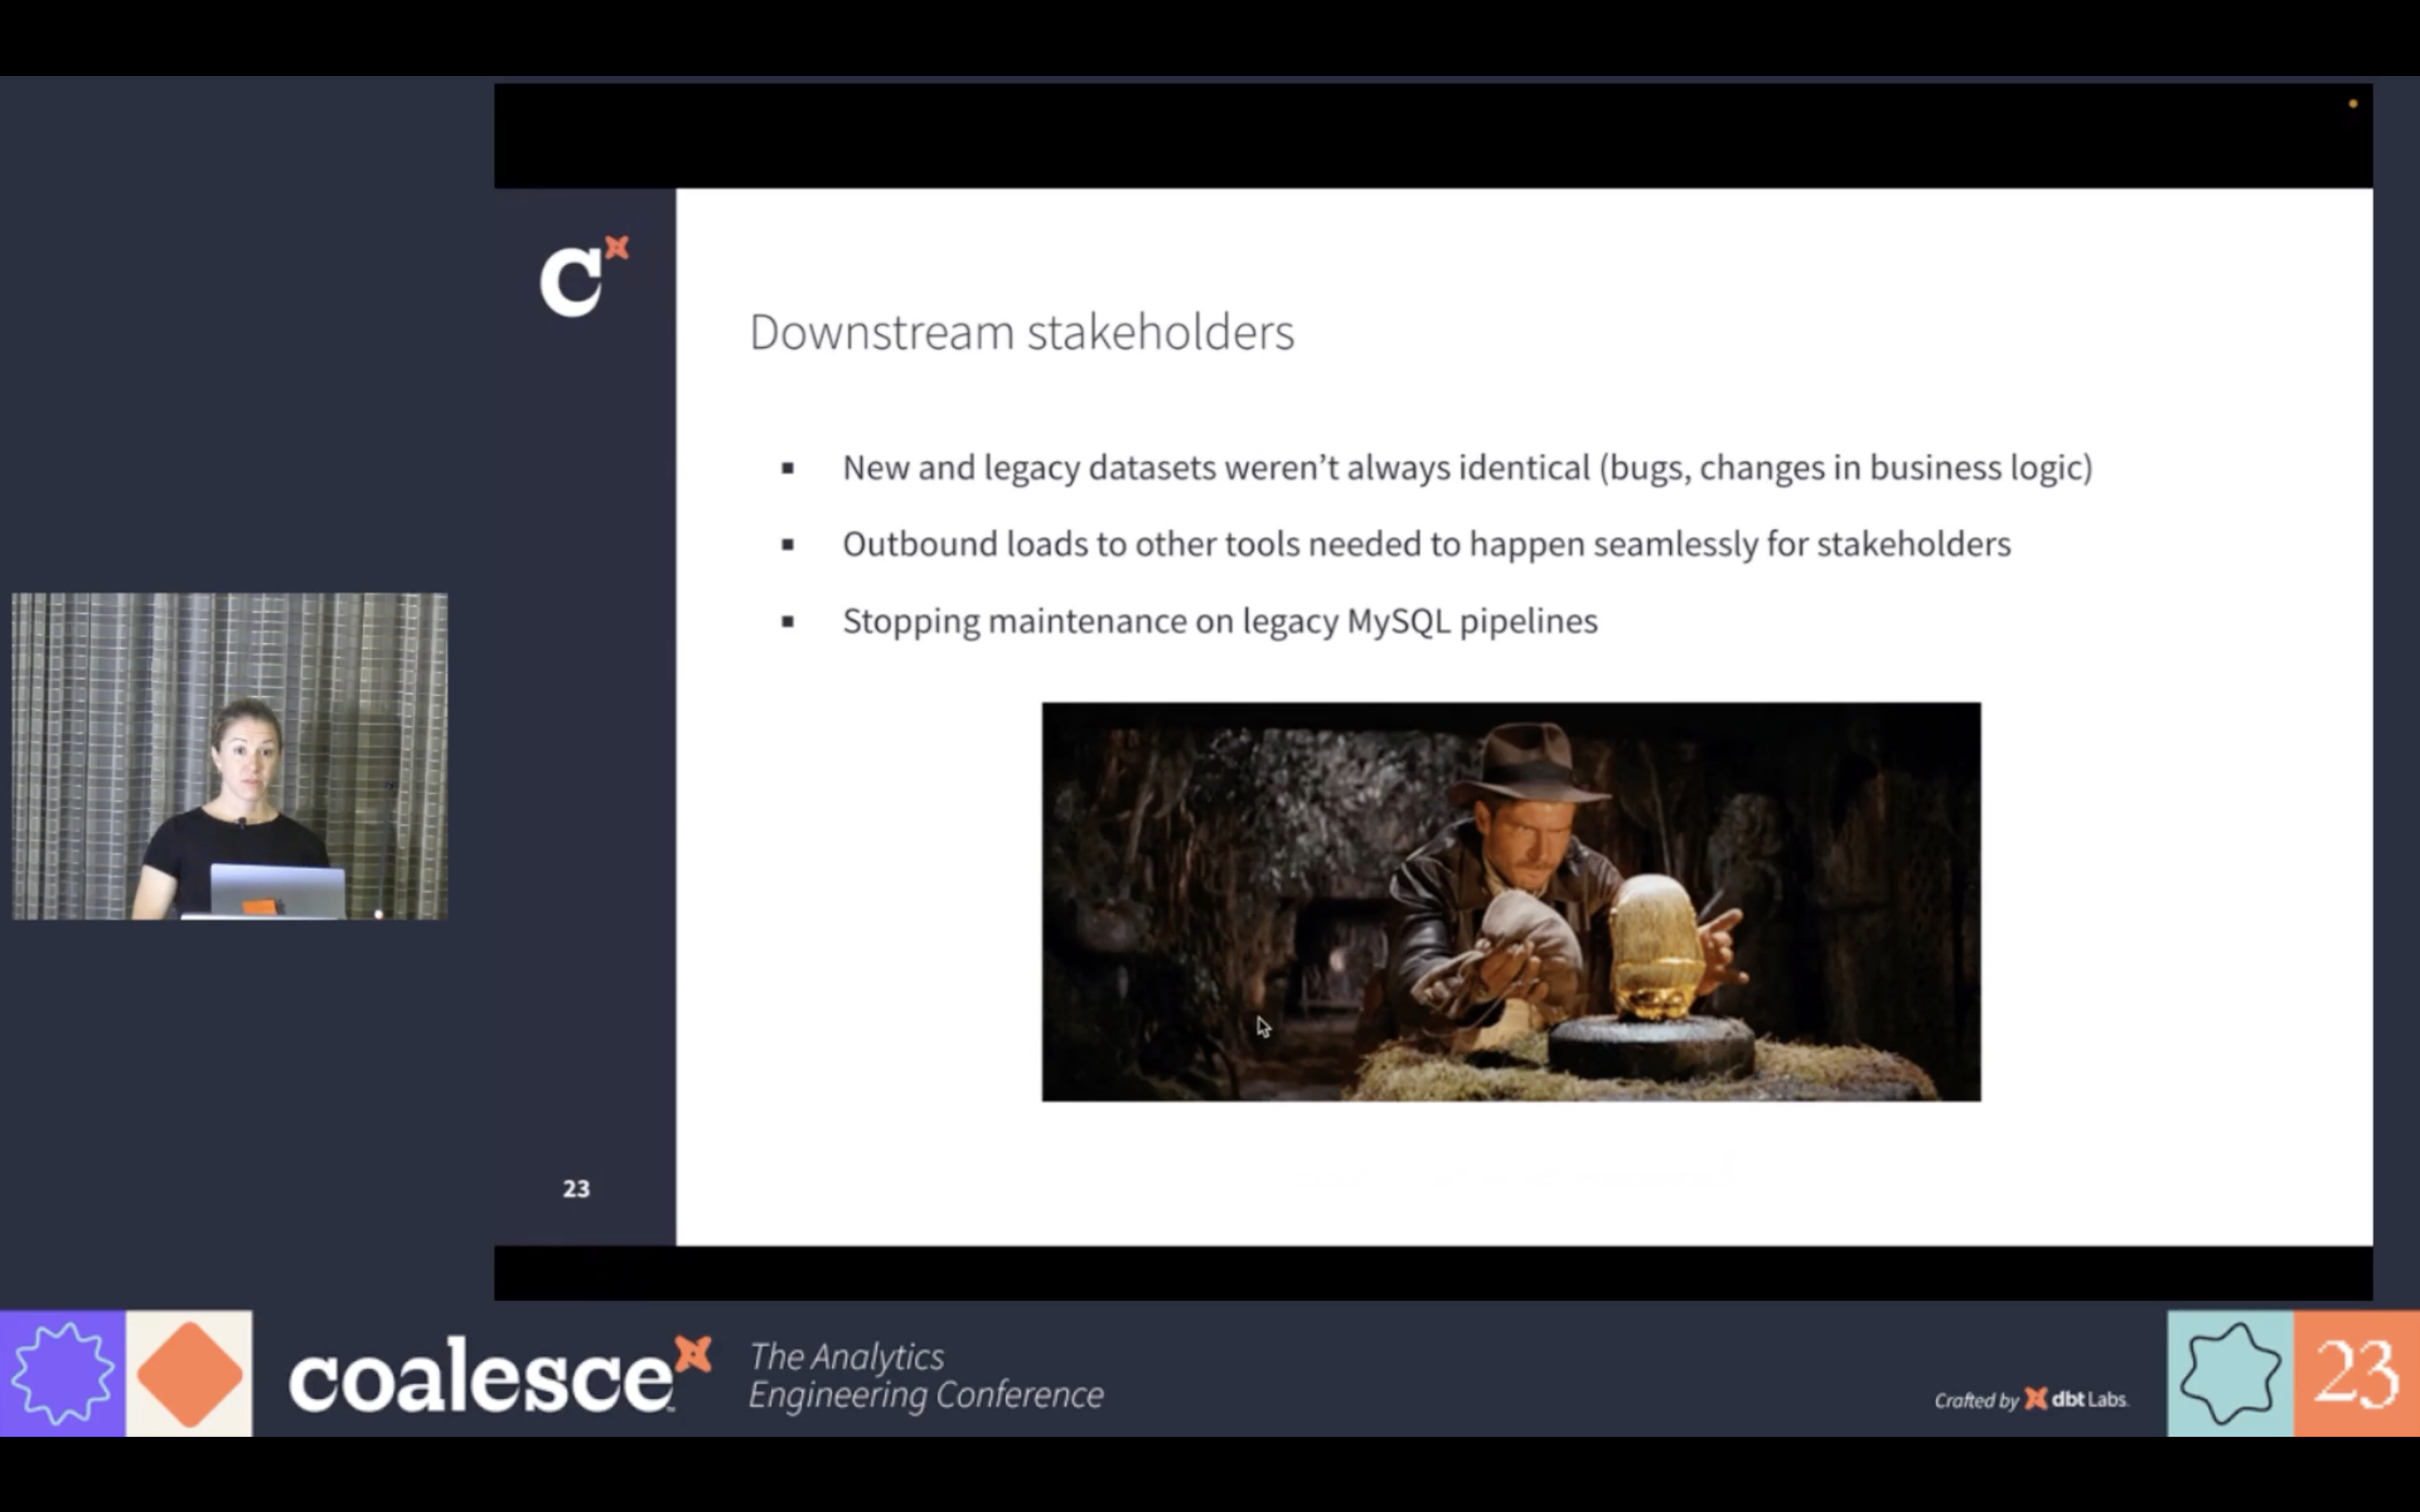 C
Downstream stakeholders
▪ New and legacy datasets weren’t always identical (bugs, changes in business logic)
▪ Outbound loads to other tools needed to happen seamlessly for stakeholders
▪ Stopping maintenance on legacy MySQL pipelines
23
coalesce
The Analytics
Engineering Conference
Crafted by dbt Labs.
23